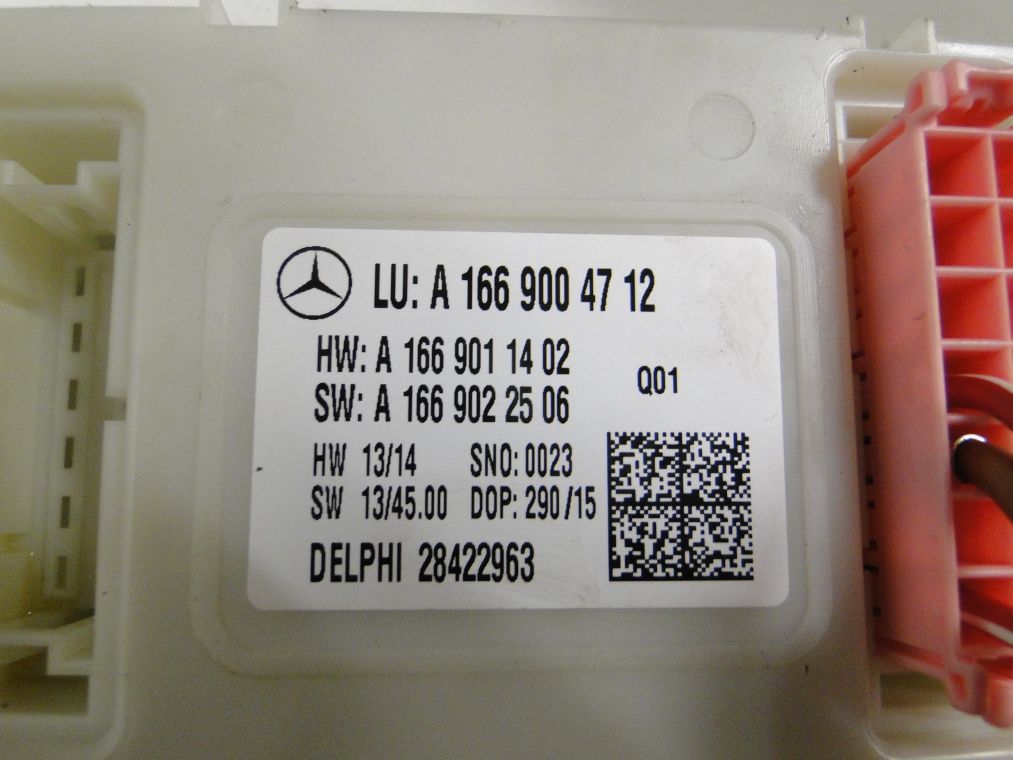 LU: A 166 900 47 12
HW: A 166 901 14 02
SW: A 166 902 25 06
Q01
HW 13/14 SNO: 0023
SW 13/45.00 DOP: 290/15
DELPHI 28422963